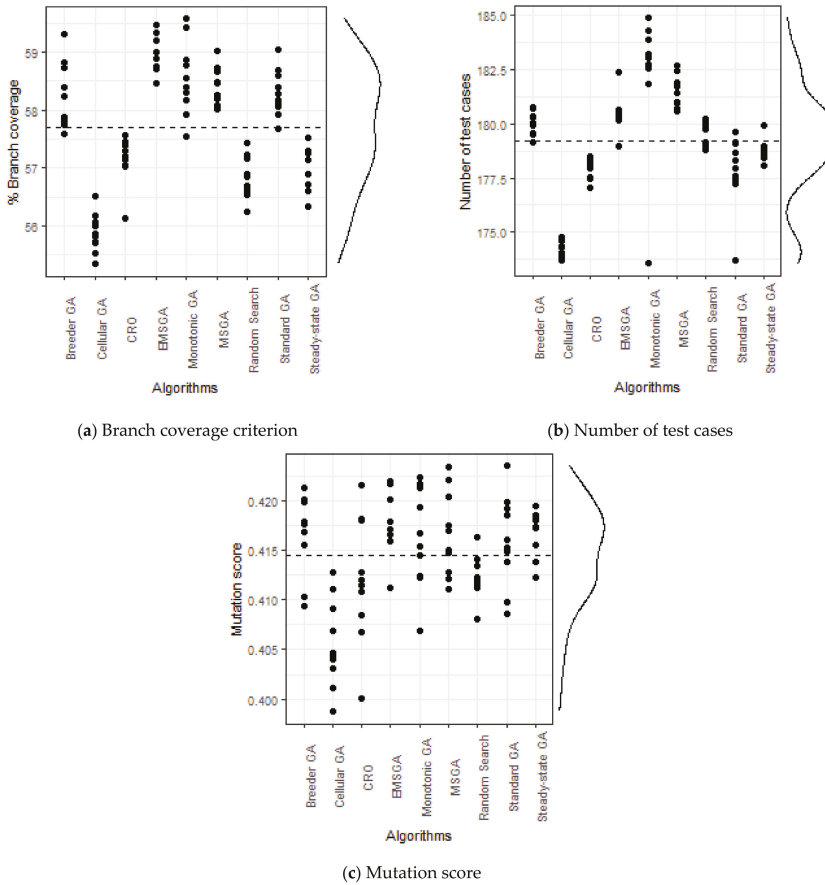 % Branch coverage
59
58
57
56
Breeder GA
Cellular GA
CRO
EMSGA
Monotonic GA
MSGA
Random Search
Standard GA
Steady-state GA
Algorithms
(a) Branch coverage criterion
Number of test cases
185.0
182.5
180.0
177.5
175.0
Breeder GA
Cellular GA
CRO
EMSGA
Monotonic GA
MSGA
Random Search
Standard GA
Steady-state GA
Algorithms
(b) Number of test cases
Mutation score
0.420
0.415
0.410
0.405
0.400
Breeder GA
Cellular GA
CRO
EMSGA
Monotonic GA
MSGA
Random Search
Standard GA
Steady-state GA
Algorithms
(c) Mutation score